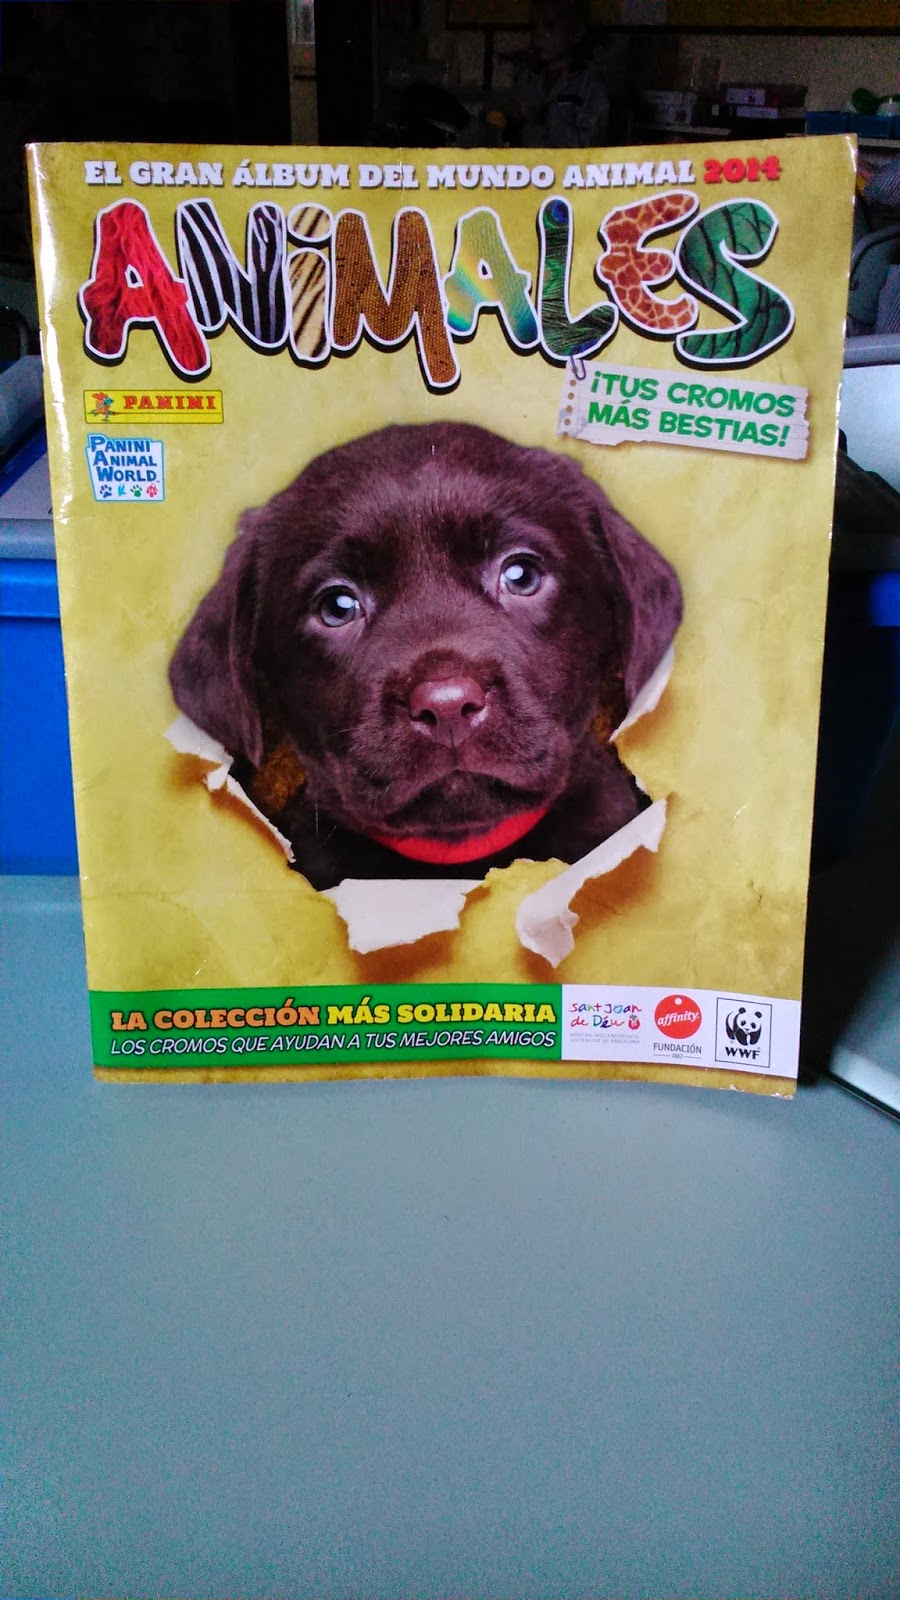 EL GRAN ÁLBUM DEL MUNDO ANIMAL 2014
ANiMALES
¡TUS CROMOS
MÁS BESTIAS!
PANINI
PANINI
ANIMAL
WORLD
LA COLECCIÓN MÁS SOLIDARIA
LOS CROMOS QUE AYUDAN A TUS MEJORES AMIGOS
Sant Joan
de Déu
affinity.
FUNDACIÓN
WWF